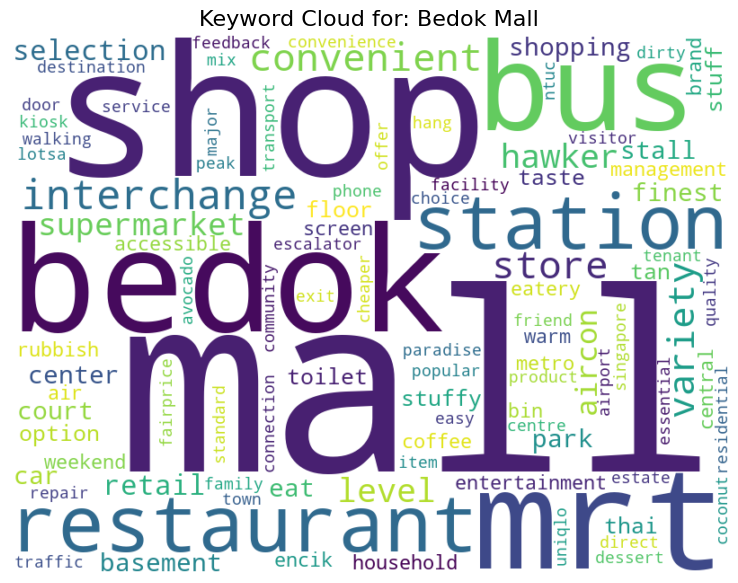 Keyword Cloud for: Bedok Mall
selection
feedback
convenience
convenient
shopping
dirty
brand
stuff
destination
mix
ntuc
shop
bus
door
service
major
transport
hang
offer
kiosk
walking
lotsa
peak
visitor
hawker
stall
management
interchange
phone
facility
taste
finest
choice
supermarket
floor
screen
station
accessible
escalator
store
tenant
tan
quality
bedok
avocado
community
exit
cheaper
eatery
variety
friend
warm
aircon
airport
singapore
rubbish
paradise
metro
center
toilet
popular
product
essential
central
residential
air
fairprice
standard
connection
mall
stuffy
easy
bin
centre
court
option
coffee
park
weekend
item
car
retail
family
eat
level
entertainment
estate
coconut
repair
town
restaurant
mrt
uniqlo
thai
direct
dessert
traffic
basement
encik
household